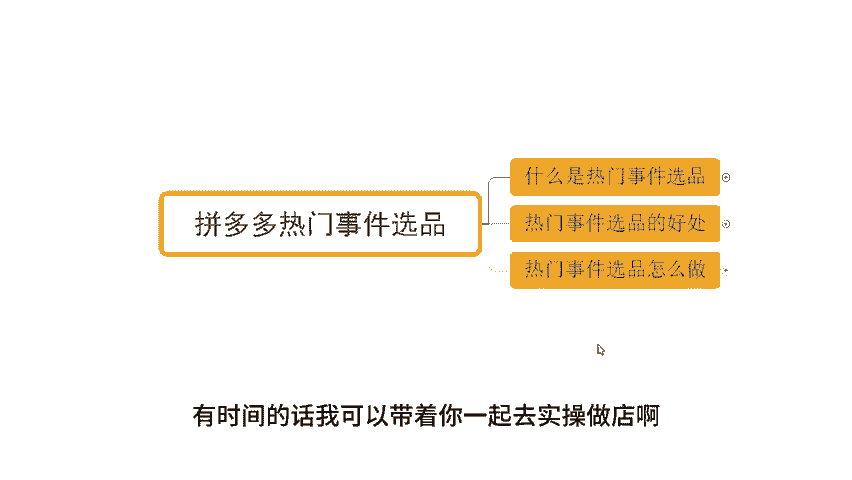 拼多多热门事件选品
什么是热门事件选品
热门事件选品的好处
热门事件选品怎么做
有时间的话我可以带着你一起去实操做店啊